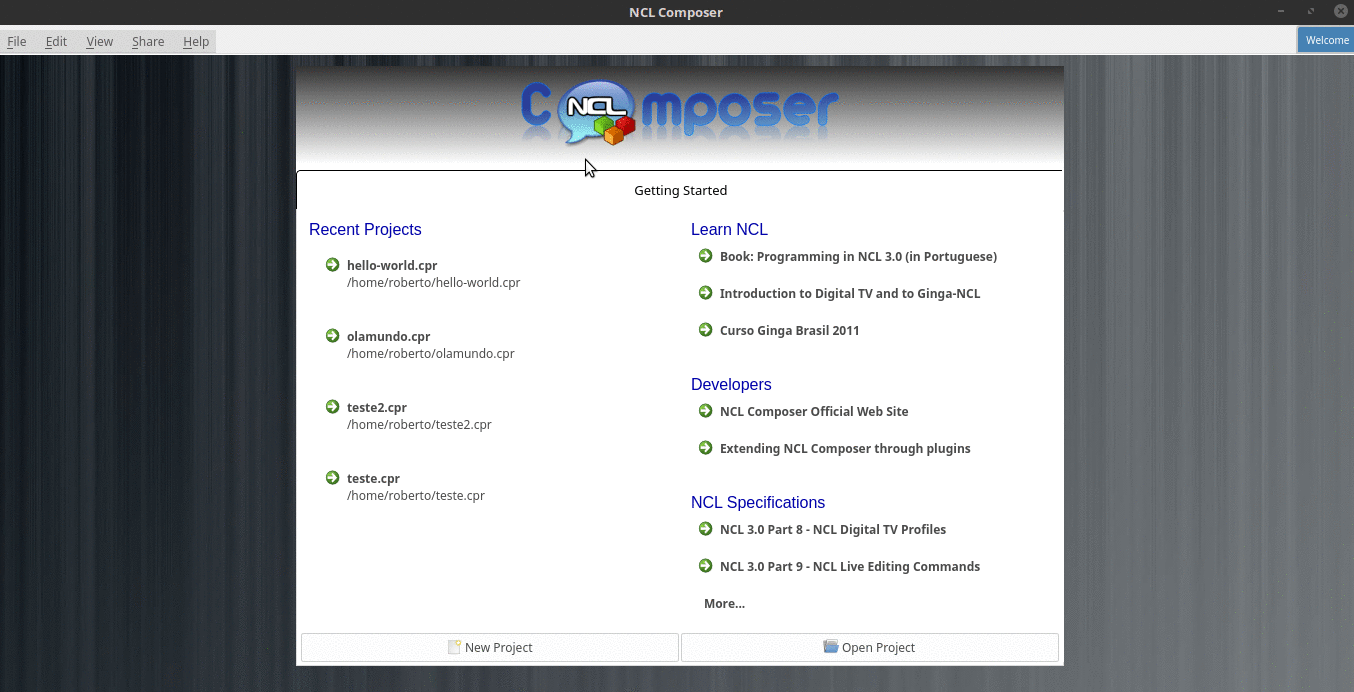 NCL Composer
File Edit View Share Help
Welcome
NCL Composer
Getting Started
Recent Projects
hello-world.cpr
/home/roberto/hello-world.cpr
olamundo.cpr
/home/roberto/olamundo.cpr
teste2.cpr
/home/roberto/teste2.cpr
teste.cpr
/home/roberto/teste.cpr
Learn NCL
Book: Programming in NCL 3.0 (in Portuguese)
Introduction to Digital TV and to Ginga-NCL
Curso Ginga Brasil 2011
Developers
NCL Composer Official Web Site
Extending NCL Composer through plugins
NCL Specifications
NCL 3.0 Part 8 - NCL Digital TV Profiles
NCL 3.0 Part 9 - NCL Live Editing Commands
More...
New Project
Open Project